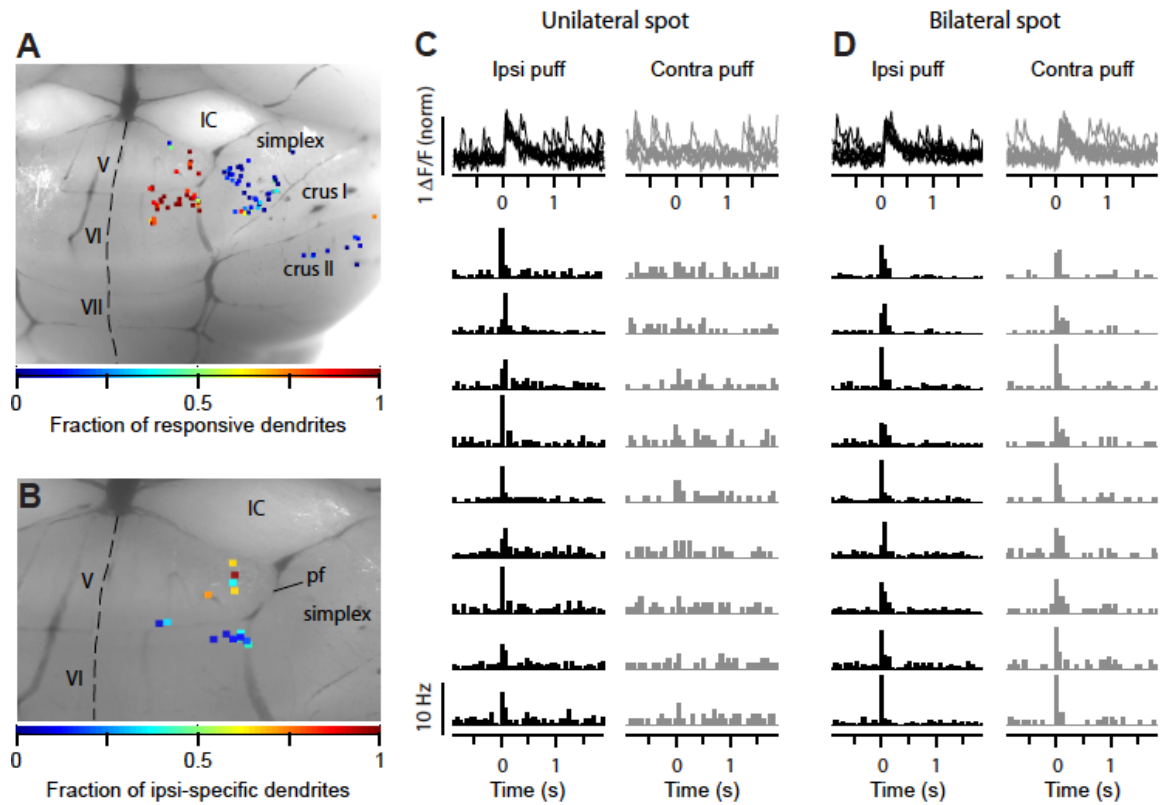 A
IC
simplex
V
crus I
VI
crus II
VII
0 0.5 1
Fraction of responsive dendrites
B
IC
V
pf
simplex
VI
0 0.5 1
Fraction of ipsi-specific dendrites
Unilateral spot
C
Ipsi puff Contra puff
1 ΔF/F (norm)
0 1 0 1
10 Hz
0 1 0 1
Time (s) Time (s)
Bilateral spot
D
Ipsi puff Contra puff
0 1 0 1
0 1 0 1
Time (s) Time (s)